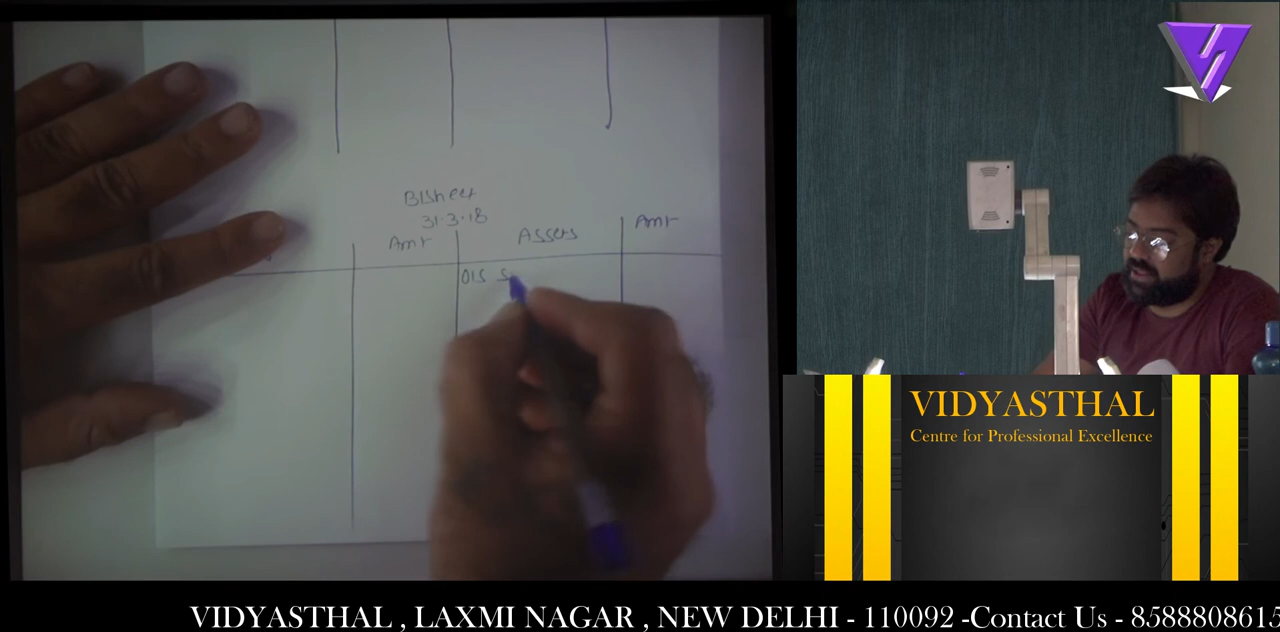 B/Sheet
31.3.18
Amt
Assets
Amt
O/S S
VIDYASTHAL
Centre for Professional Excellence
VIDYASTHAL , LAXMI NAGAR , NEW DELHI - 110092 -Contact Us - 8588808615